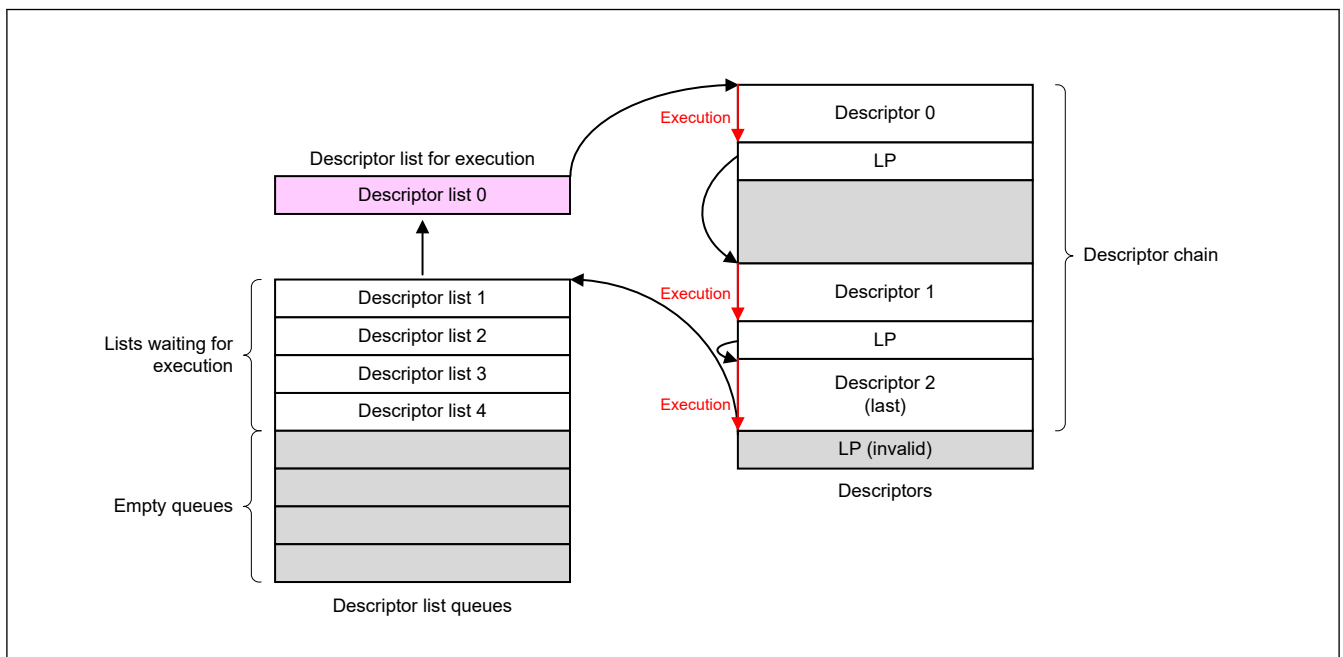 Descriptor list for execution
Descriptor list 0
Descriptor list 1
Descriptor list 2
Descriptor list 3
Descriptor list 4
Lists waiting for
execution
Empty queues
Descriptor list queues
Execution
Descriptor 0
LP
Execution
Descriptor 1
LP
Execution
Descriptor 2
(last)
LP (invalid)
Descriptors
Descriptor chain